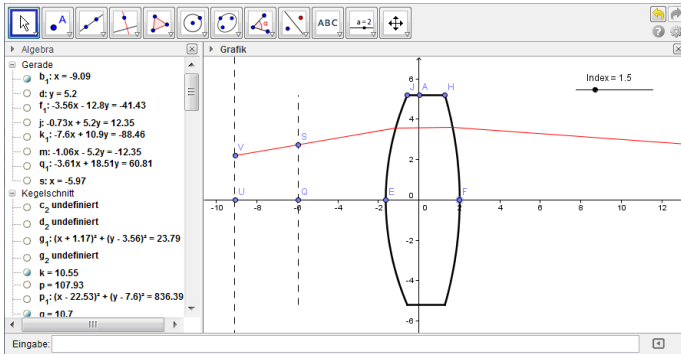 ABC
a=2
Algebra
Grafik
Gerade
b₁: x = -9.09
d: y = 5.2
f₁: -3.56x - 12.8y = -41.43
j: -0.73x + 5.2y = 12.35
k₁: -7.6x + 10.9y = -88.46
m: -1.06x - 5.2y = -12.35
q₁: -3.61x + 18.51y = 60.81
s: x = -5.97
Kegelschnitt
c₂ undefiniert
d₂ undefiniert
g₁: (x + 1.17)² + (y - 3.56)² = 23.79
g₂ undefiniert
k = 10.55
p = 107.93
p₁: (x - 22.53)² + (y - 7.6)² = 836.39
q = 10.7
Index = 1.5
J A H
V S
U Q E F
6
4
2
-2
-4
-6
-10 -8 -6 -4 -2 0 2 4 6 8 10 12
Eingabe: